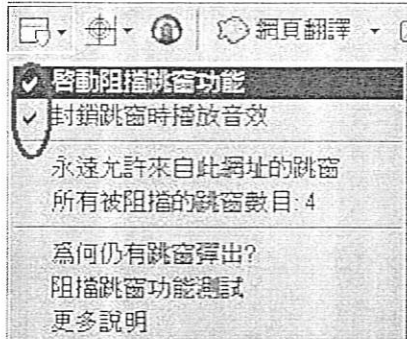 網頁翻譯
啓動阻擋跳窗功能
封鎖跳窗時播放音效
永遠允許來自此網址的跳窗
所有被阻擋的跳窗數目: 4
爲何仍有跳窗彈出?
阻擋跳窗功能測試
更多說明